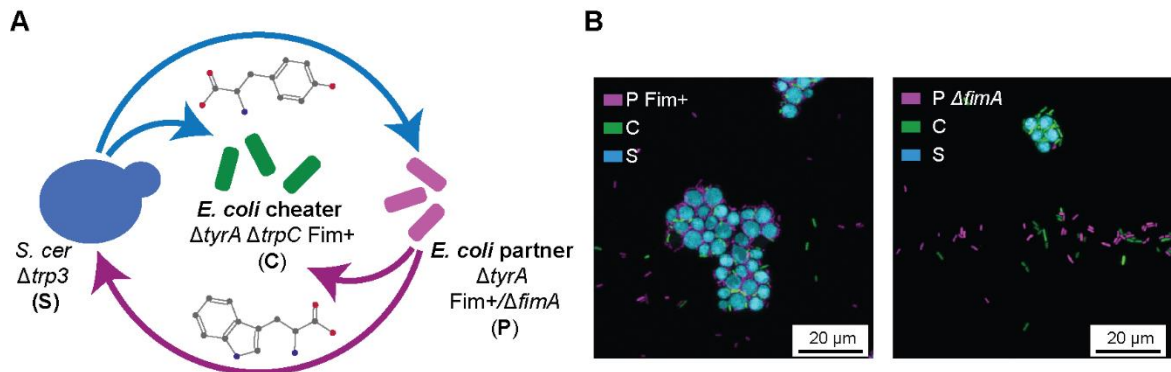 A
E. coli cheater
ΔtyrA ΔtrpC Fim+
(C)
S. cer
Δtrp3
(S)
E. coli partner
ΔtyrA
Fim+/ΔfimA
(P)
B
P Fim+
C
S
20 µm
P ΔfimA
C
S
20 µm